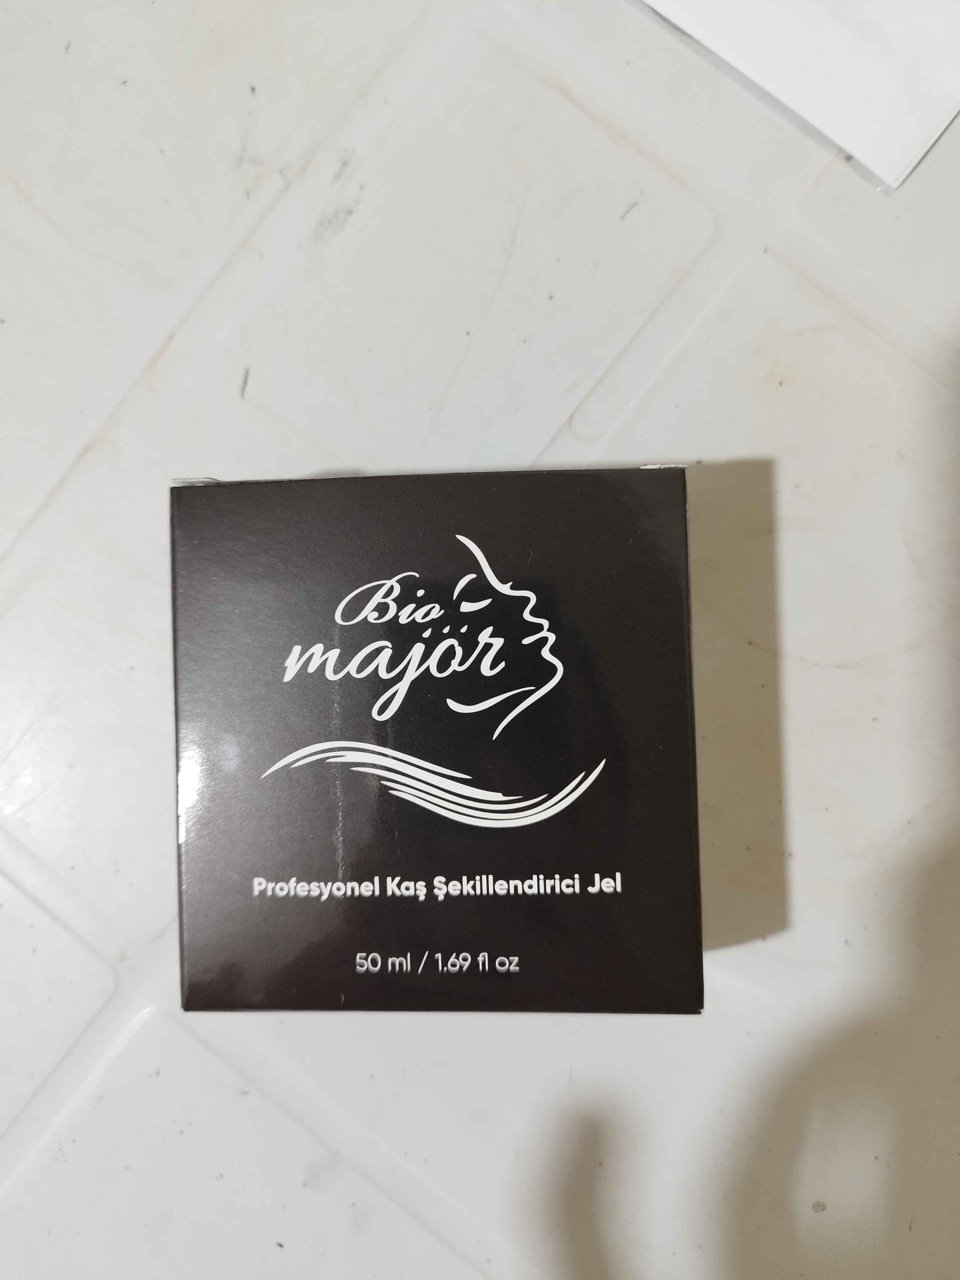 Bio
majör
Profesyonel Kaş Şekillendirici Jel
50 ml / 1.69 fl oz